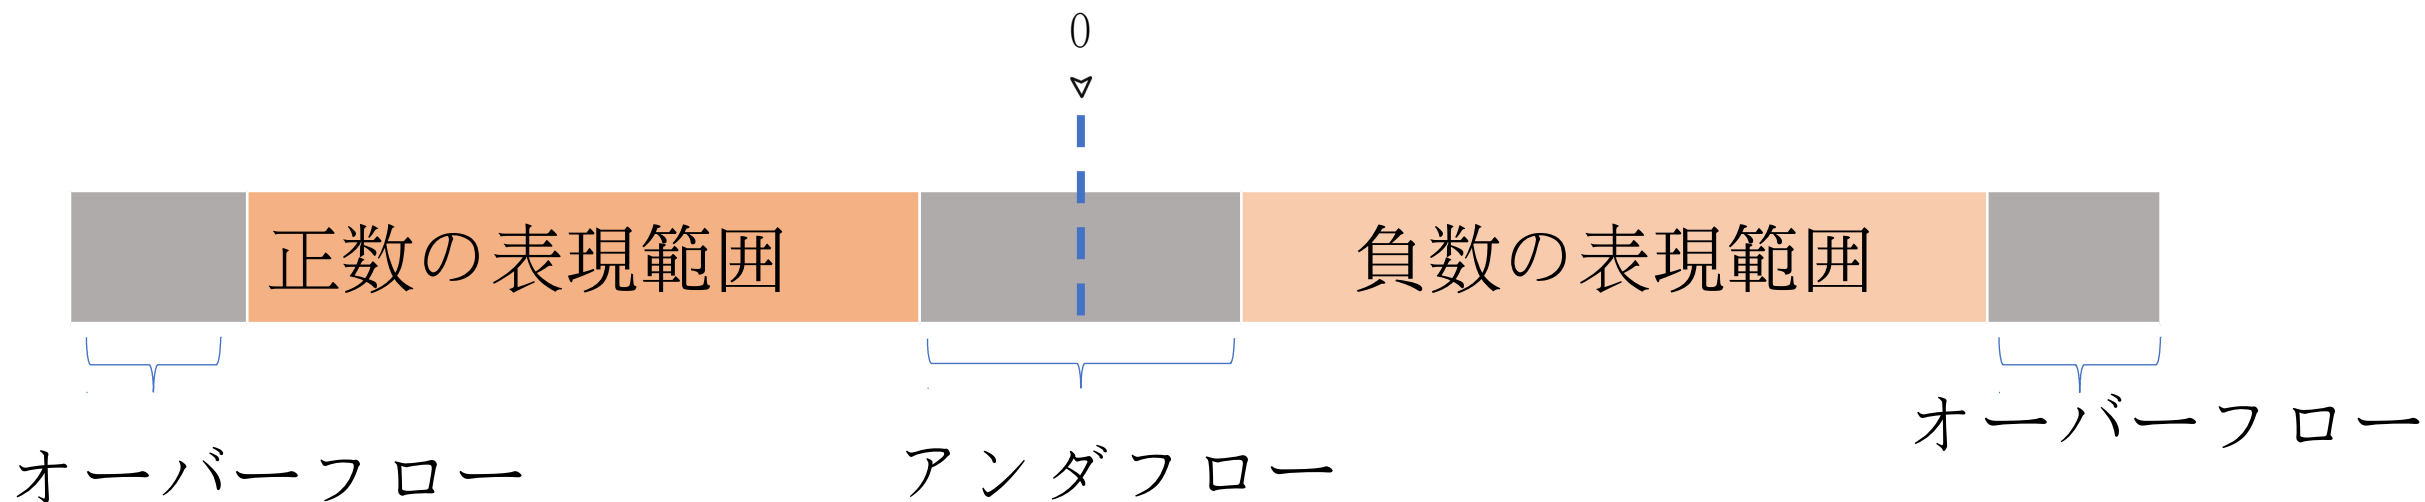 0
正数の表現範囲
負数の表現範囲
オーバーフロー
アンダフロー
オーバーフロー